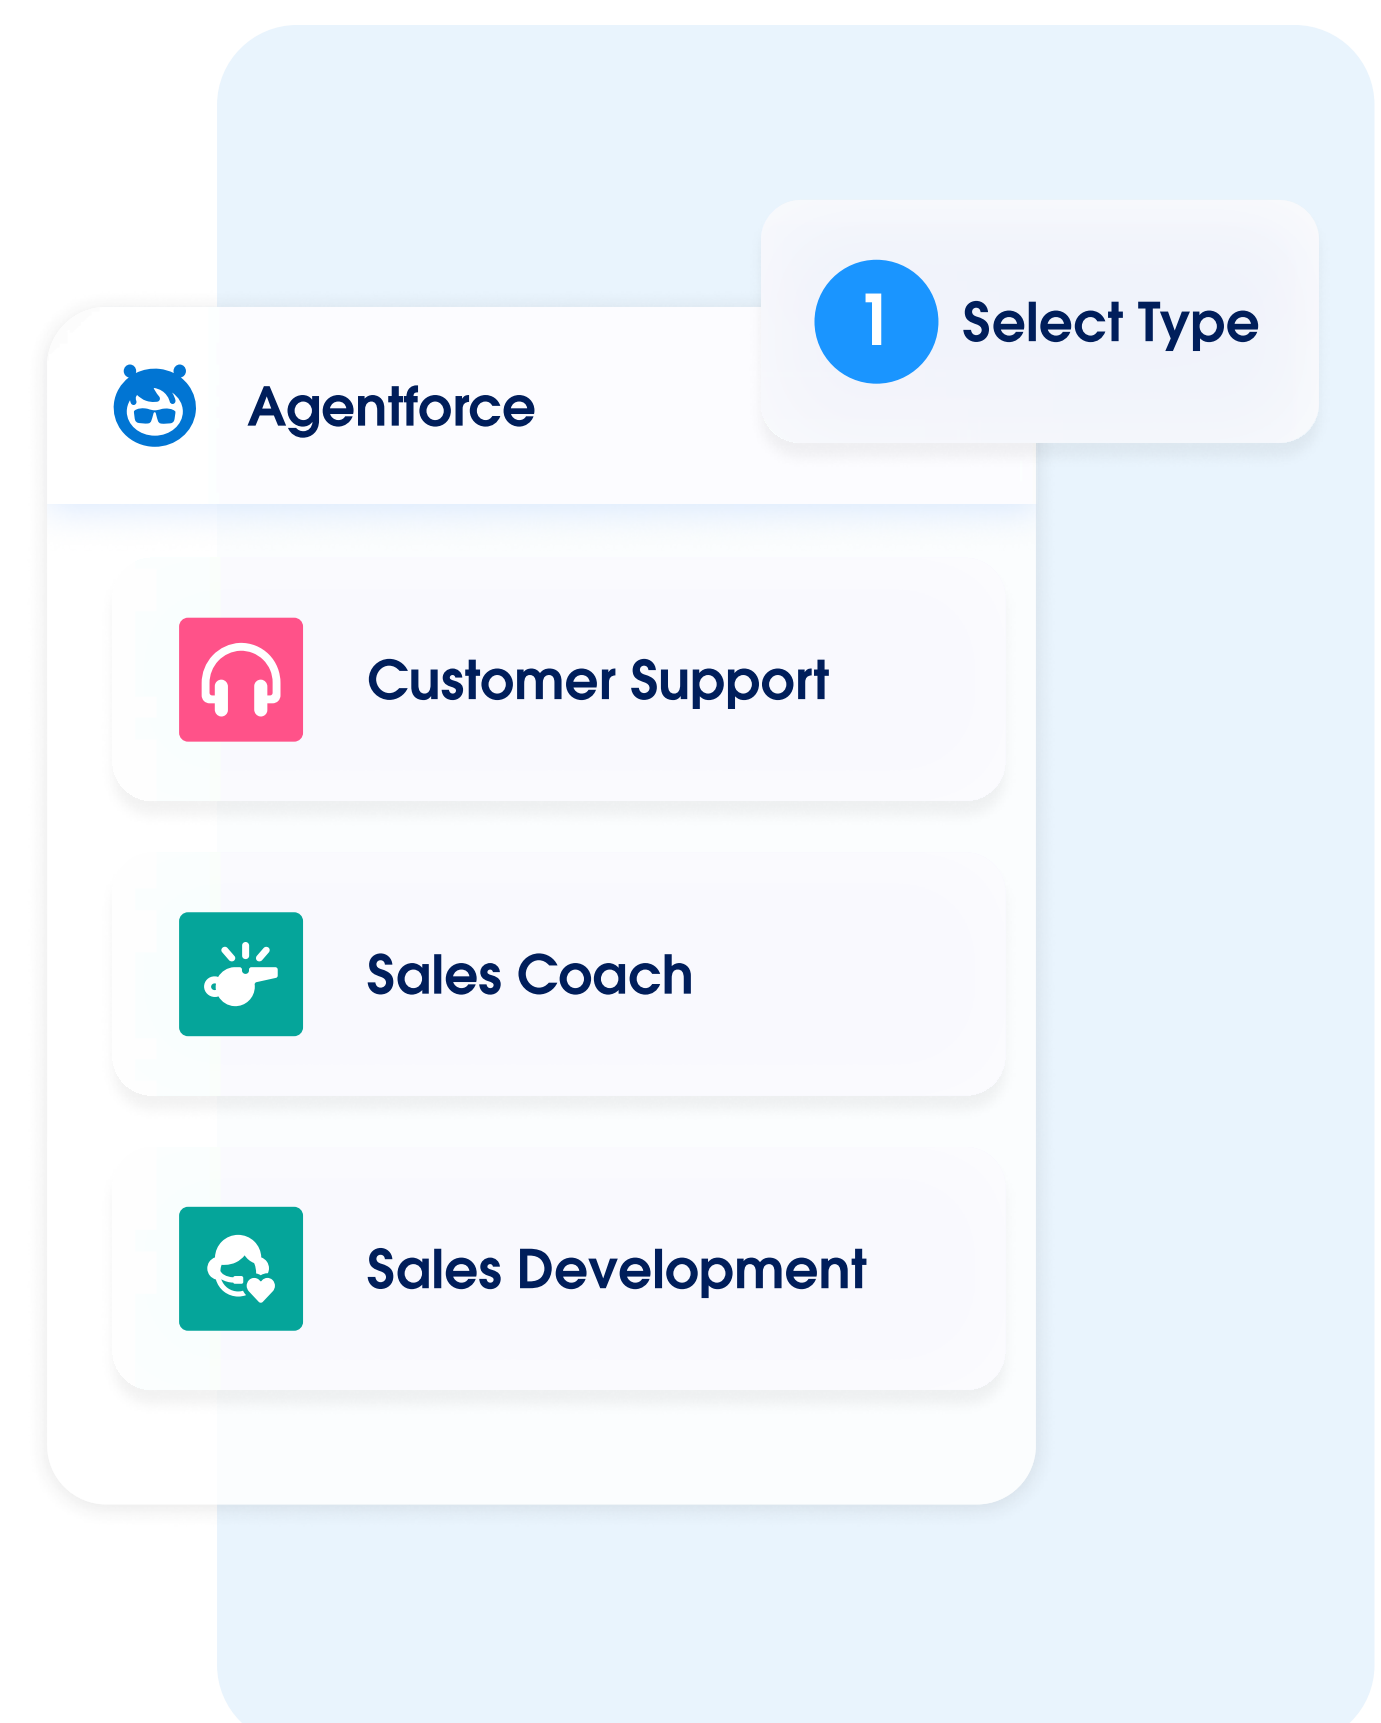 1 Select Type
Agentforce
Customer Support
Sales Coach
Sales Development